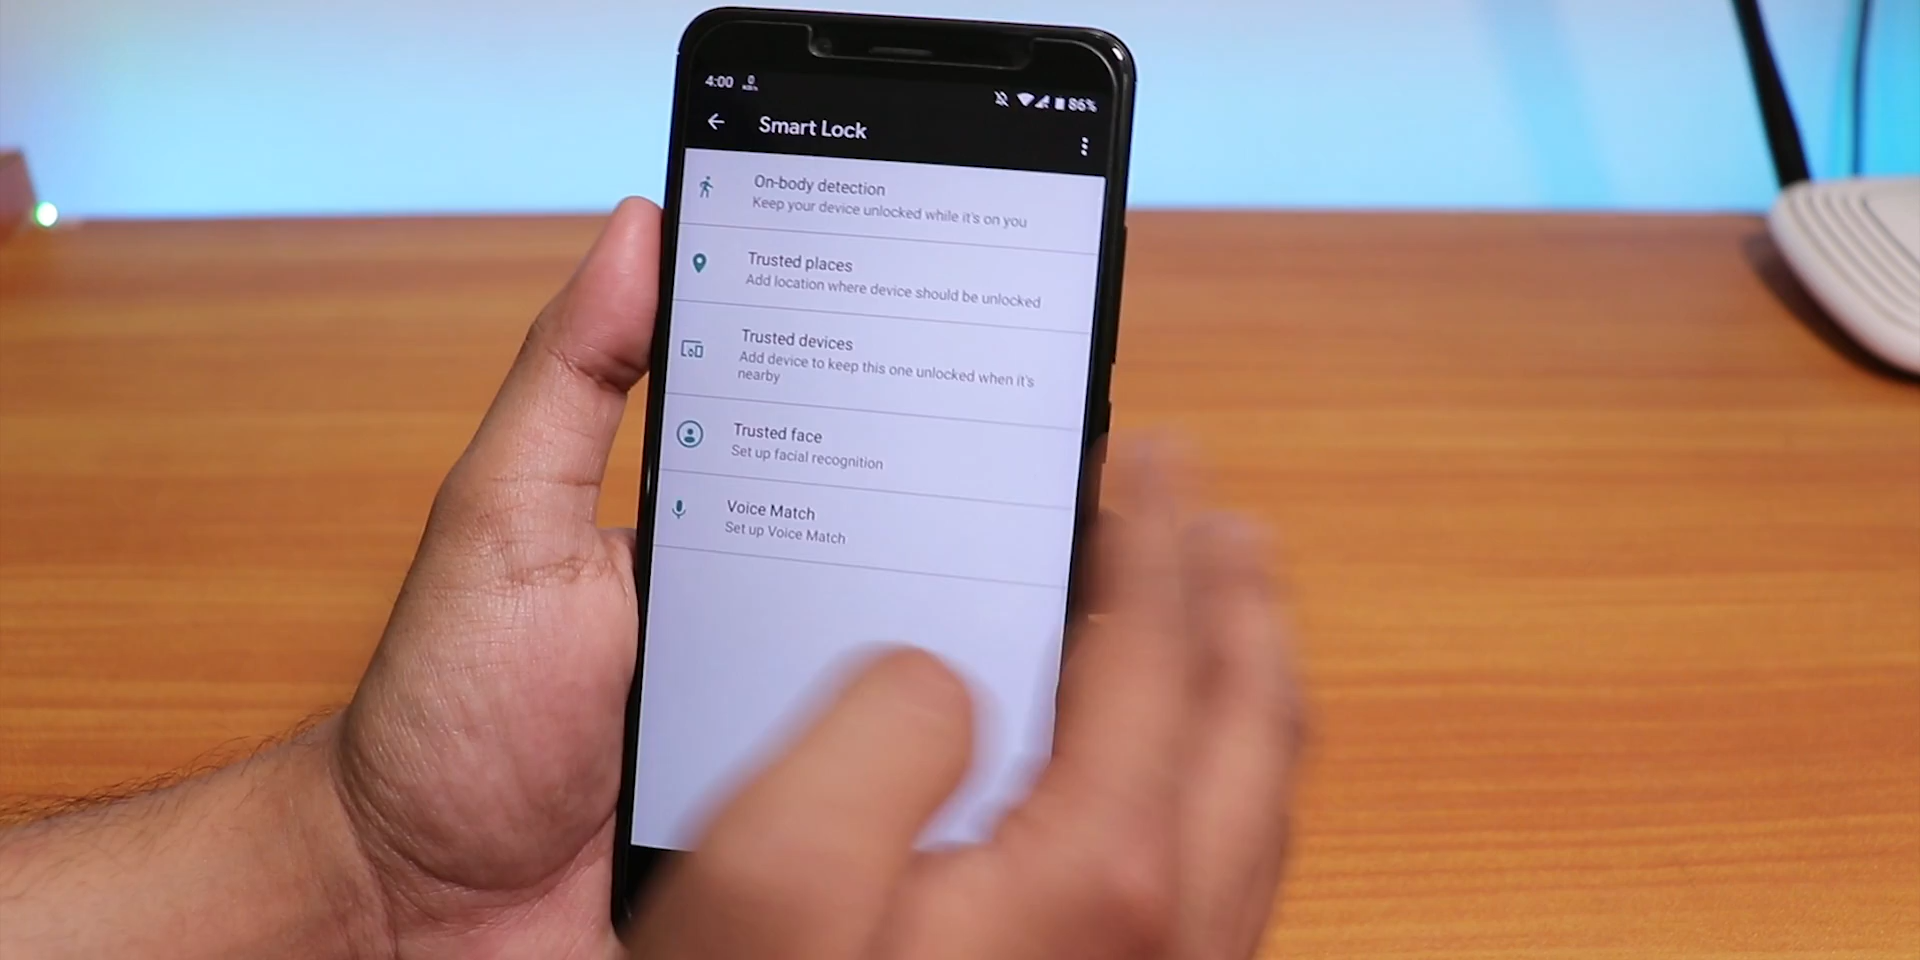 4:00 0
86%
Smart Lock
On-body detection
Keep your device unlocked while it's on you
Trusted places
Add location where device should be unlocked
Trusted devices
Add device to keep this one unlocked when it's
nearby
Trusted face
Set up facial recognition
Voice Match
Set up Voice Match